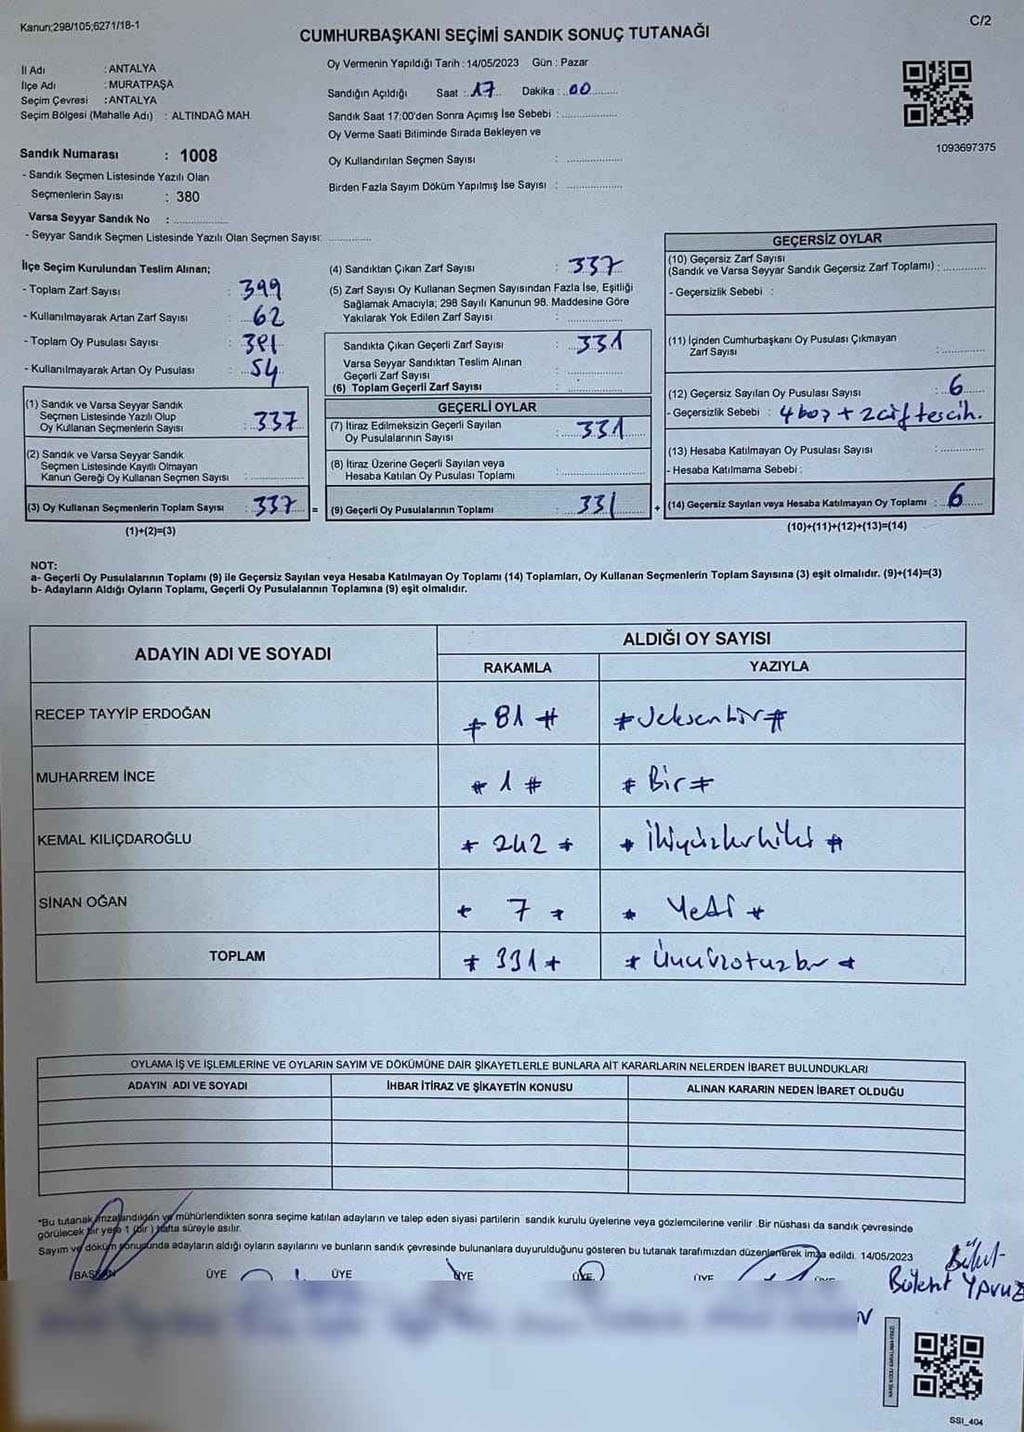 Kanun:298/105,6271/18-1
C/2
CUMHURBAŞKANI SEÇİMİ SANDIK SONUÇ TUTANAĞI
İl Adı : ANTALYA
İlçe Adı : MURATPAŞA
Seçim Çevresi : ANTALYA
Seçim Bölgesi (Mahalle Adı) : ALTINDAĞ MAH.
Sandık Numarası : 1008
- Sandık Seçmen Listesinde Yazılı Olan
Seçmenlerin Sayısı : 380
Varsa Seyyar Sandık No :
- Seyyar Sandık Seçmen Listesinde Yazılı Olan Seçmen Sayısı:
Oy Vermenin Yapıldığı Tarih : 14/05/2023 Gün : Pazar
Sandığın Açıldığı Saat : 17 Dakika : 00
Sandık Saat 17:00'den Sonra Açımış İse Sebebi :
Oy Verme Saati Bitiminde Sırada Bekleyen ve
Oy Kullandırılan Seçmen Sayısı :
Birden Fazla Sayım Döküm Yapılmış İse Sayısı :
1093697375
İlçe Seçim Kurulundan Teslim Alınan;
- Toplam Zarf Sayısı : 399
- Kullanılmayarak Artan Zarf Sayısı : 62
- Toplam Oy Pusulası Sayısı : 391
- Kullanılmayarak Artan Oy Pusulası : 54
(1) Sandık ve Varsa Seyyar Sandık
Seçmen Listesinde Yazılı Olup
Oy Kullanan Seçmenlerin Sayısı : 337
(2) Sandık ve Varsa Seyyar Sandık
Seçmen Listesinde Kayıtlı Olmayan
Kanun Gereği Oy Kullanan Seçmen Sayısı :
(3) Oy Kullanan Seçmenlerin Toplam Sayısı : 337 =
(1)+(2)=(3)
(4) Sandıktan Çıkan Zarf Sayısı : 337
(5) Zarf Sayısı Oy Kullanan Seçmen Sayısından Fazla İse, Eşitliği
Sağlamak Amacıyla; 298 Sayılı Kanunun 98. Maddesine Göre
Yakılarak Yok Edilen Zarf Sayısı :
Sandıkta Çıkan Geçerli Zarf Sayısı : 331
Varsa Seyyar Sandıktan Teslim Alınan
Geçerli Zarf Sayısı :
(6) Toplam Geçerli Zarf Sayısı :
GEÇERLİ OYLAR
(7) İtiraz Edilmeksizin Geçerli Sayılan
Oy Pusulalarının Sayısı : 331
(8) İtiraz Üzerine Geçerli Sayılan veya
Hesaba Katılan Oy Pusulası Toplamı :
(9) Geçerli Oy Pusulalarının Toplamı : 331 +
GEÇERSİZ OYLAR
(10) Geçersiz Zarf Sayısı
(Sandık ve Varsa Seyyar Sandık Geçersiz Zarf Toplamı) :
- Geçersizlik Sebebi :
(11) İçinden Cumhurbaşkanı Oy Pusulası Çıkmayan
Zarf Sayısı :
(12) Geçersiz Sayılan Oy Pusulası Sayısı : 6
- Geçersizlik Sebebi : 4 boş + 2 çift tercih.
(13) Hesaba Katılmayan Oy Pusulası Sayısı :
- Hesaba Katılmama Sebebi :
(14) Geçersiz Sayılan veya Hesaba Katılmayan Oy Toplamı : 6
(10)+(11)+(12)+(13)=(14)
NOT:
a- Geçerli Oy Pusulalarının Toplamı (9) ile Geçersiz Sayılan veya Hesaba Katılmayan Oy Toplamı (14) Toplamları, Oy Kullanan Seçmenlerin Toplam Sayısına (3) eşit olmalıdır. (9)+(14)=(3)
b- Adayların Aldığı Oyların Toplamı, Geçerli Oy Pusulalarının Toplamına (9) eşit olmalıdır.
ADAYIN ADI VE SOYADI ALDIĞI OY SAYISI
RAKAMLA YAZIYLA
RECEP TAYYİP ERDOĞAN # 81 # # Seksenbir #
MUHARREM İNCE # 1 # # Bir #
KEMAL KILIÇDAROĞLU # 242 # # İkiyüzkırkiki #
SİNAN OĞAN # 7 # # Yedi #
TOPLAM # 331 # # Üçyüzotuzbir #
OYLAMA İŞ VE İŞLEMLERİNE VE OYLARIN SAYIM VE DÖKÜMÜNE DAİR ŞİKAYETLERLE BUNLARA AİT KARARLARIN NELERDEN İBARET BULUNDUKLARI
ADAYIN ADI VE SOYADI İHBAR İTİRAZ VE ŞİKAYETİN KONUSU ALINAN KARARIN NEDEN İBARET OLDUĞU
*Bu tutanak imzalandıktan ve mühürlendikten sonra seçime katılan adayların ve talep eden siyasi partilerin sandık kurulu üyelerine veya gözlemcilerine verilir .Bir nüshası da sandık çevresinde
görülecek bir yere 1 (bir ) hafta süreyle asılır.
Sayım ve döküm sonucunda adayların aldığı oyların sayılarını ve bunların sandık çevresinde bulunanlara duyurulduğunu gösteren bu tutanak tarafımızdan düzenlenerek imza edildi. 14/05/2023
BAŞKAN ÜYE ÜYE ÜYE ÜYE ÜYE ÜYE
Bülent Yavuz
SSI_404